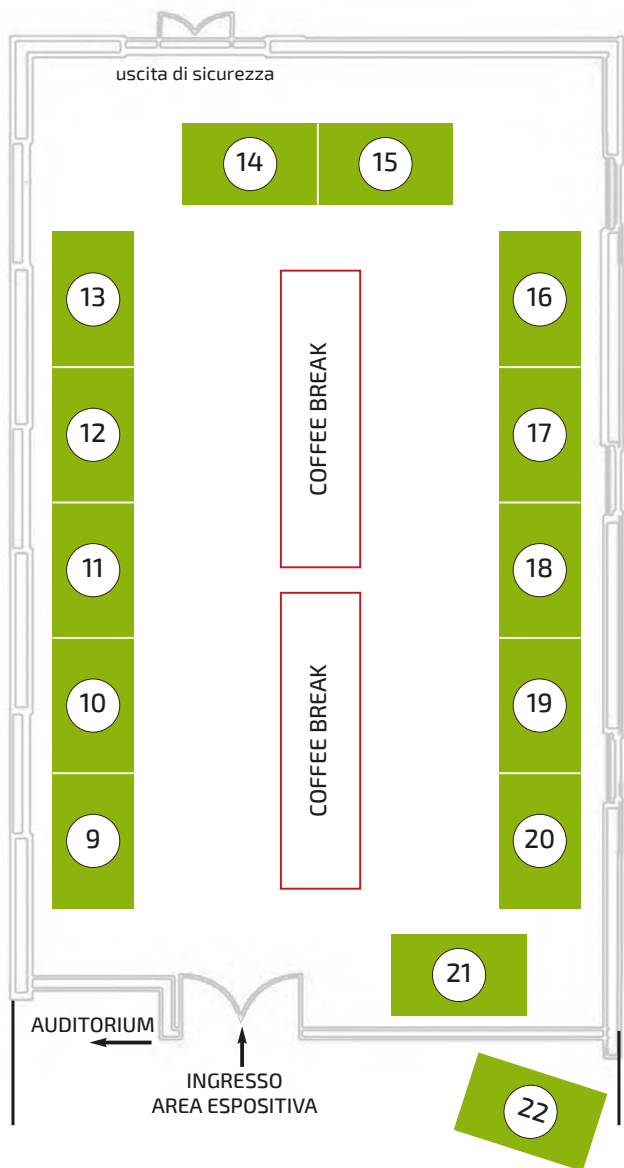 uscita di sicurezza
14
15
13
16
12
17
COFFEE BREAK
11
18
10
19
COFFEE BREAK
9
20
21
AUDITORIUM
INGRESSO
AREA ESPOSITIVA
22